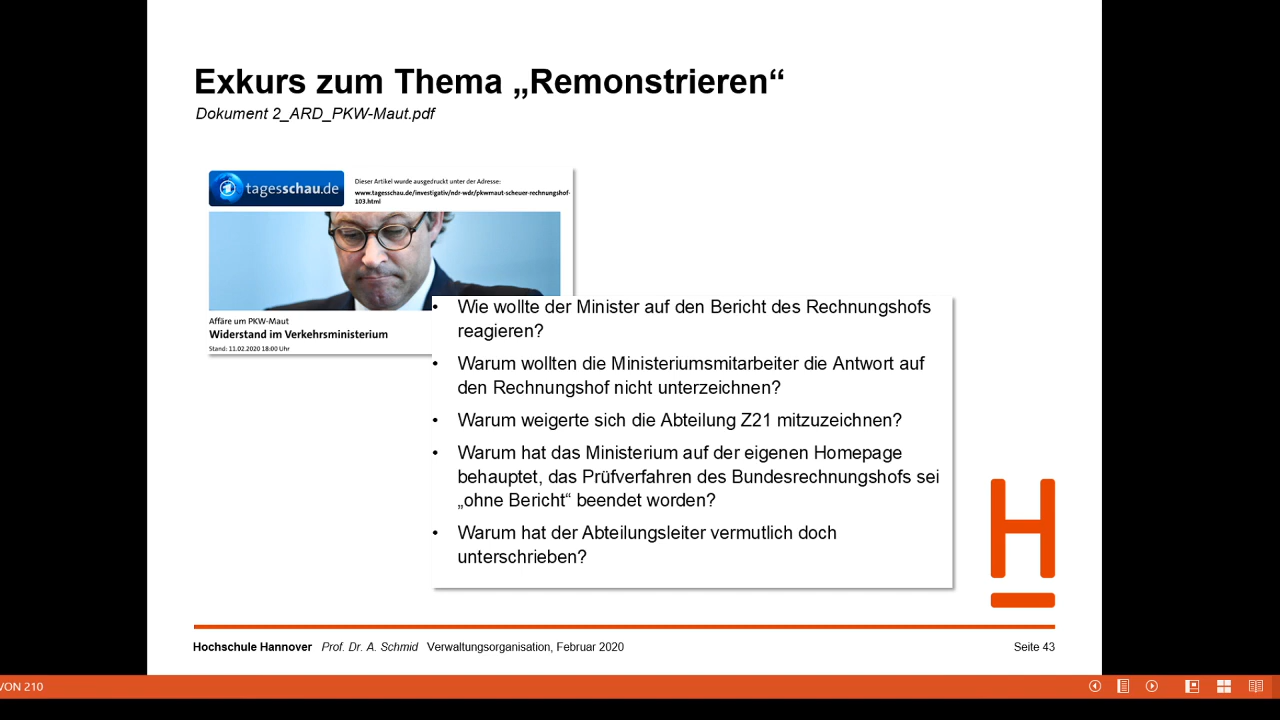 Exkurs zum Thema „Remonstrieren“
Dokument 2_ARD_PKW-Maut.pdf
tagesschau.de
Dieser Artikel wurde ausgedruckt unter der Adresse:
www.tagesschau.de/investigativ/ndr-wdr/pkwmaut-scheuer-rechnungshof-
103.html
Affäre um PKW-Maut
Widerstand im Verkehrsministerium
Stand: 11.02.2020 18:00 Uhr
• Wie wollte der Minister auf den Bericht des Rechnungshofs
reagieren?
• Warum wollten die Ministeriumsmitarbeiter die Antwort auf
den Rechnungshof nicht unterzeichnen?
• Warum weigerte sich die Abteilung Z21 mitzuzeichnen?
• Warum hat das Ministerium auf der eigenen Homepage
behauptet, das Prüfverfahren des Bundesrechnungshofs sei
„ohne Bericht“ beendet worden?
• Warum hat der Abteilungsleiter vermutlich doch
unterschrieben?
H
Hochschule Hannover Prof. Dr. A. Schmid Verwaltungsorganisation, Februar 2020 Seite 43
VON 210